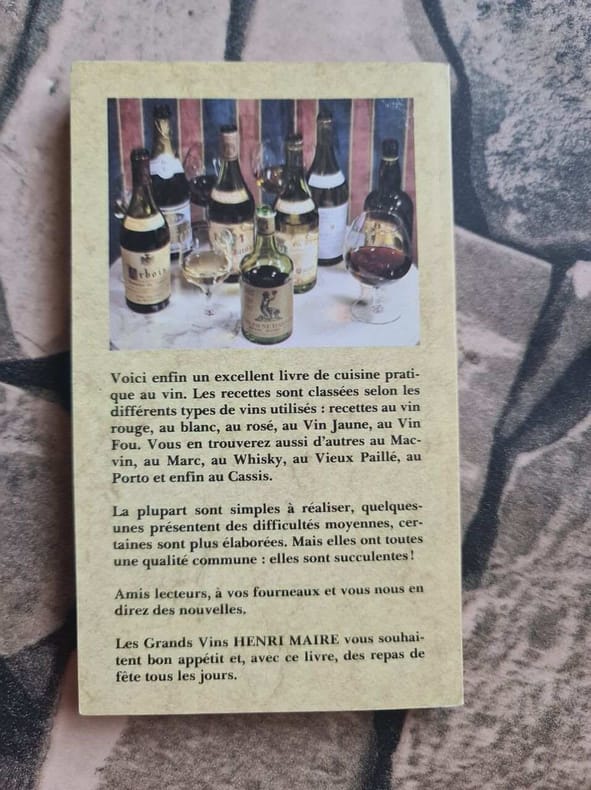 Arbois
Voici enfin un excellent livre de cuisine prati-
que au vin. Les recettes sont classées selon les
différents types de vins utilisés : recettes au vin
rouge, au blanc, au rosé, au Vin Jaune, au Vin
Fou. Vous en trouverez aussi d'autres au Mac-
vin, au Marc, au Whisky, au Vieux Paillé, au
Porto et enfin au Cassis.
La plupart sont simples à réaliser, quelques-
unes présentent des difficultés moyennes, cer-
taines sont plus élaborées. Mais elles ont toutes
une qualité commune : elles sont succulentes !
Amis lecteurs, à vos fourneaux et vous nous en
direz des nouvelles.
Les Grands Vins HENRI MAIRE vous souhai-
tent bon appétit et, avec ce livre, des repas de
fête tous les jours.